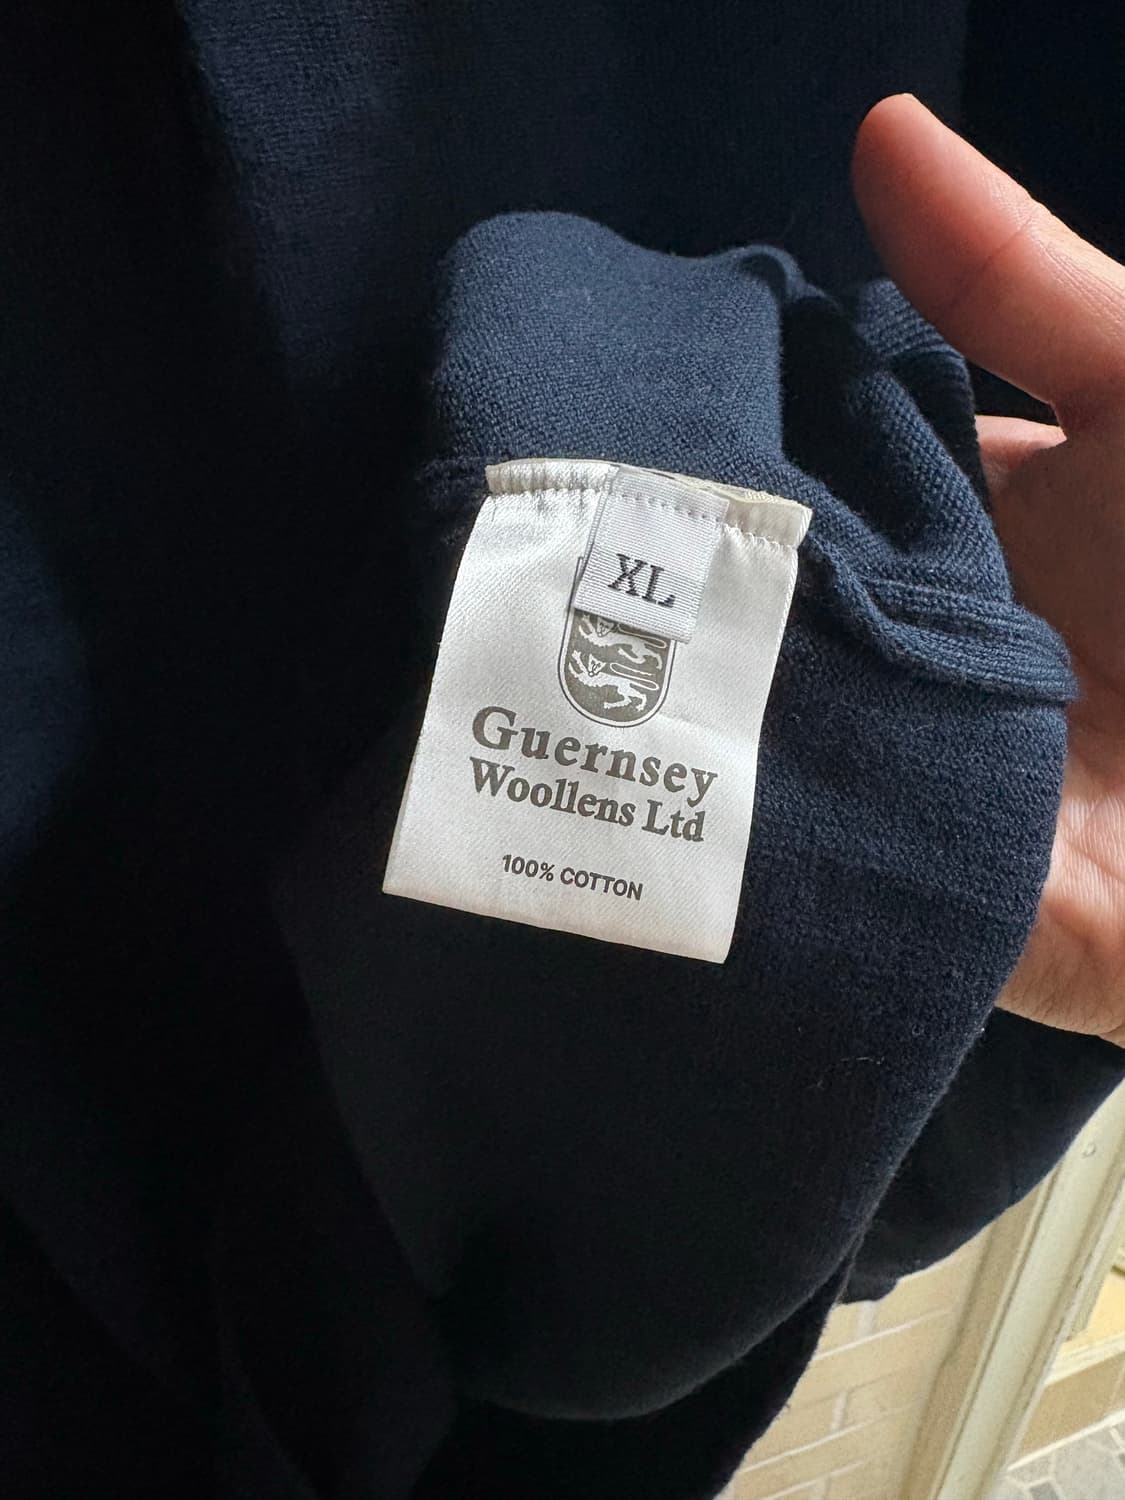 XL
Guernsey
Woollens Ltd
100% COTTON